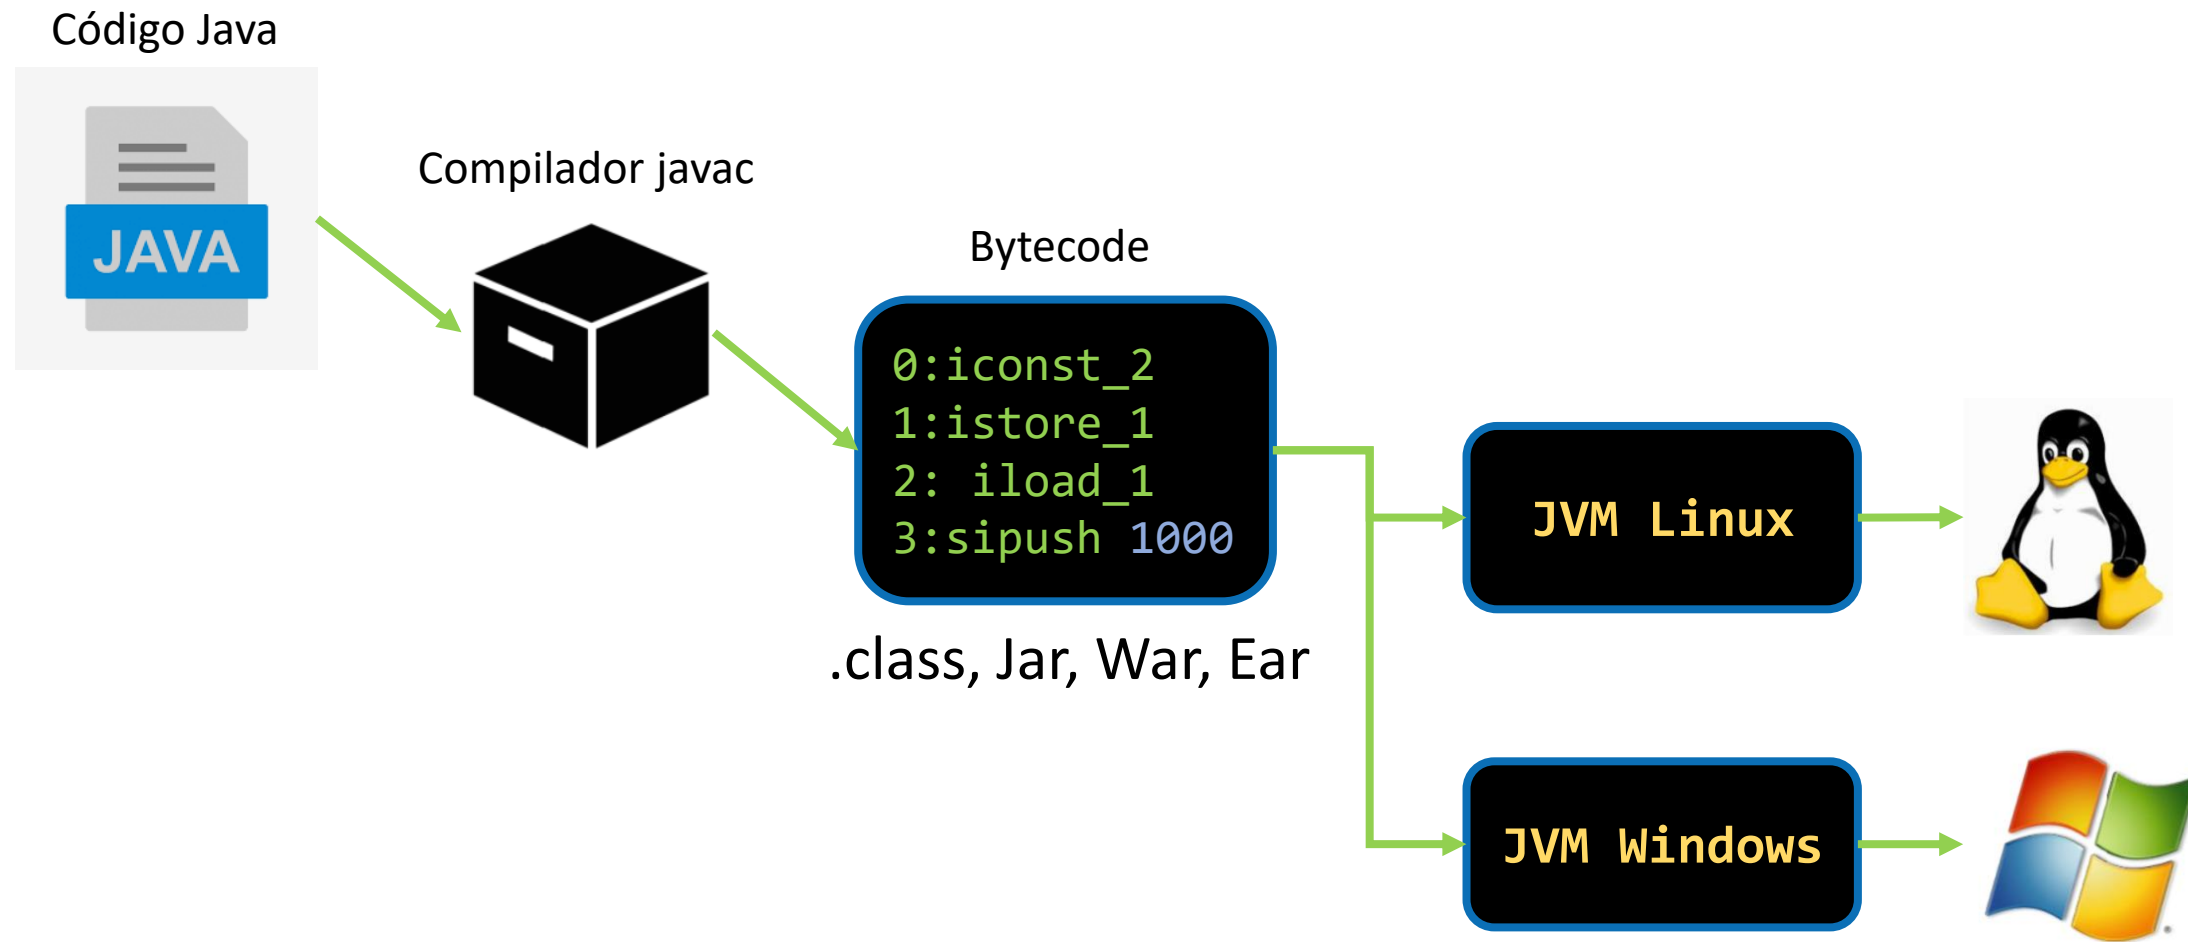 Código Java
JAVA
Compilador javac
Bytecode
0:iconst_2
1:istore_1
2: iload_1
3:sipush 1000
.class, Jar, War, Ear
JVM Linux
JVM Windows